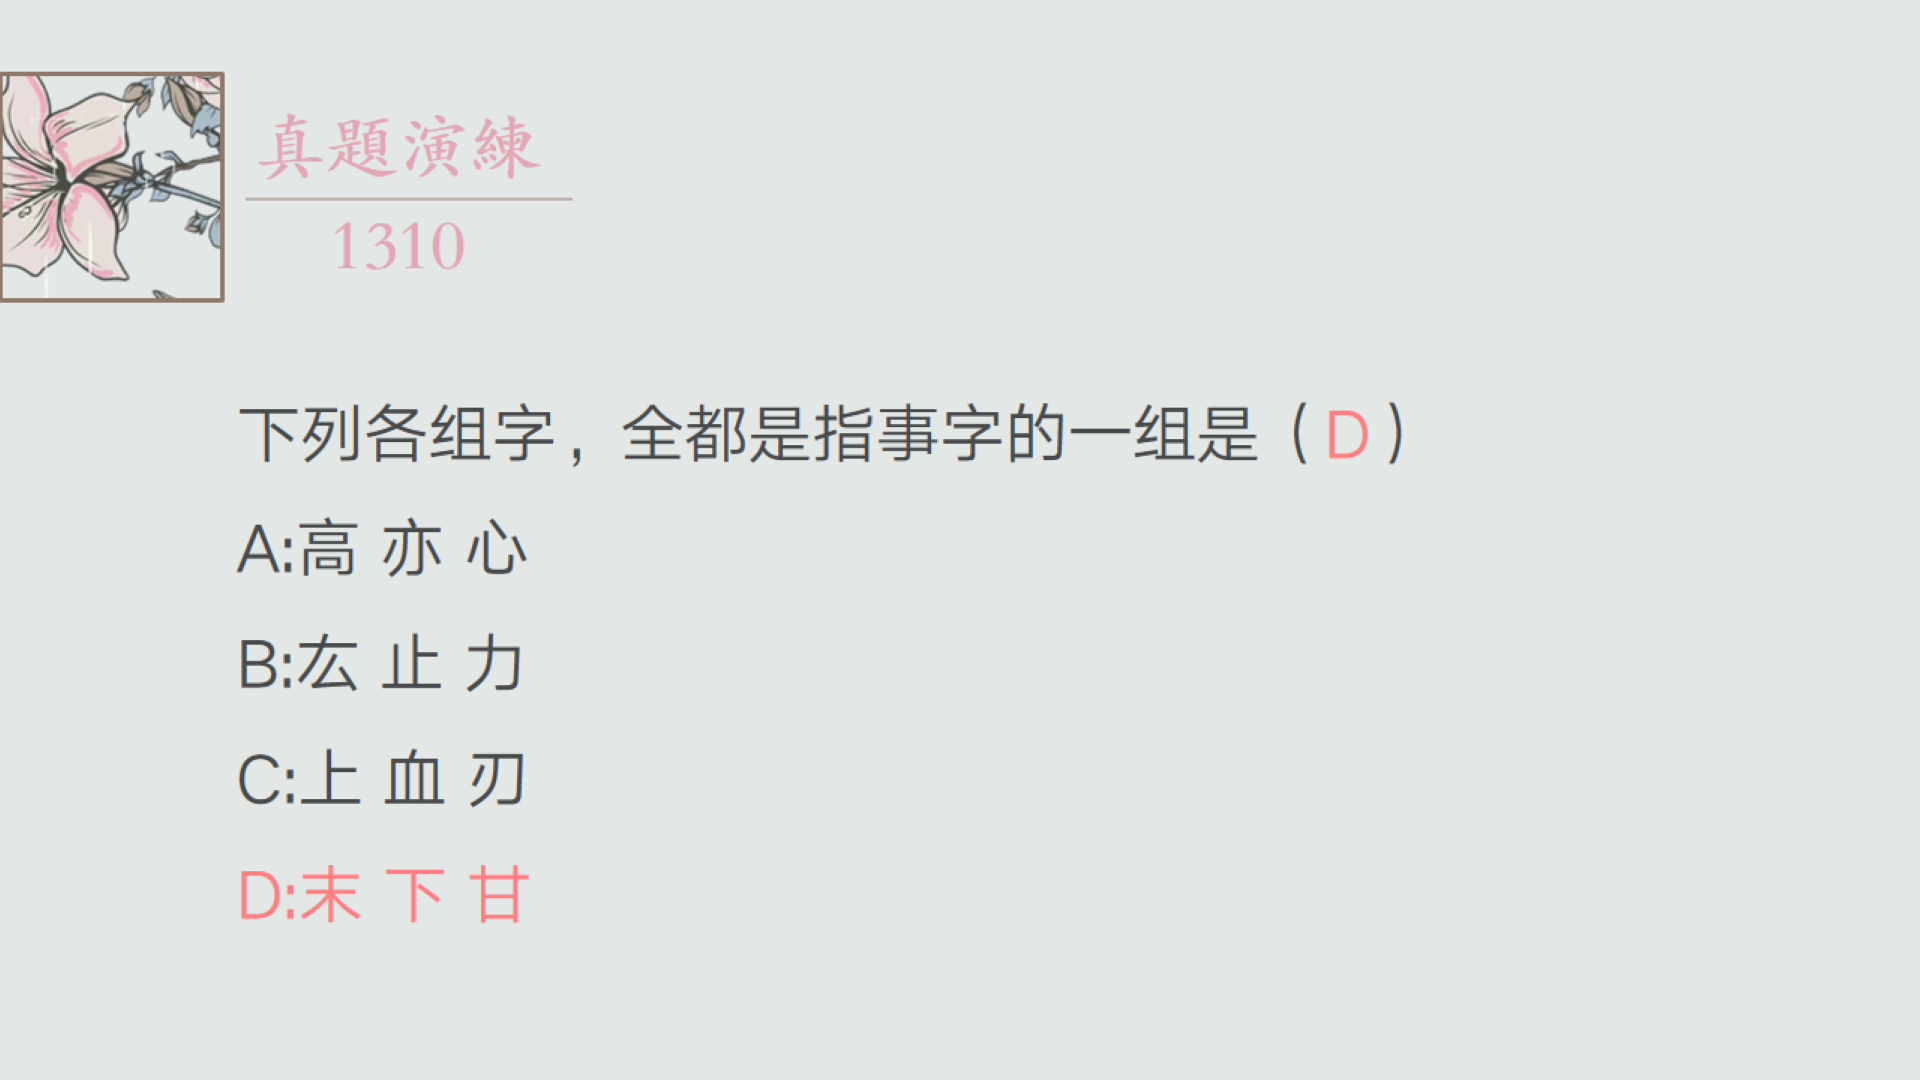 真題演練
1310
下列各组字，全都是指事字的一组是（D）
A:高 亦 心
B:厷 止 力
C:上 血 刃
D:末 下 甘